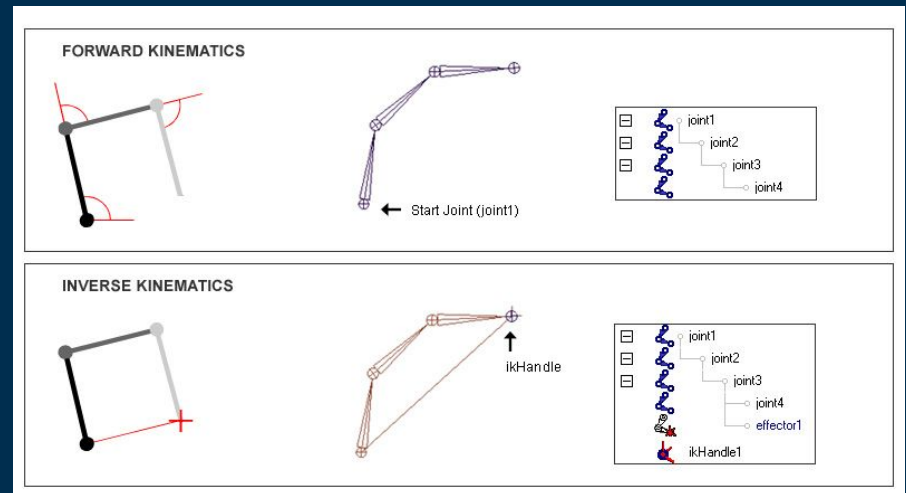 FORWARD KINEMATICS
Start Joint (joint1)
joint1
joint2
joint3
joint4
INVERSE KINEMATICS
ikHandle
joint1
joint2
joint3
joint4
effector1
ikHandle1